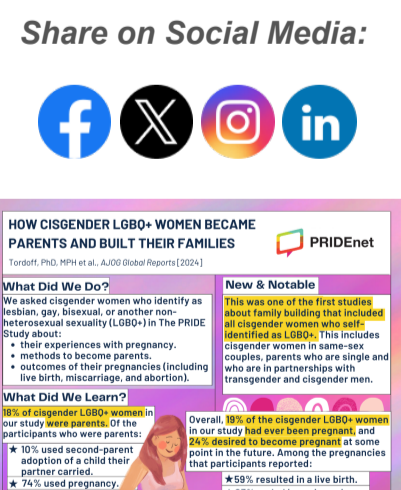 Share on Social Media:
f
X
in
HOW CISGENDER LGBQ+ WOMEN BECAME
PARENTS AND BUILT THEIR FAMILIES
Tordoff, PhD, MPH et al., AJOG Global Reports [2024]
PRIDEnet
What Did We Do?
We asked cisgender women who identify as
lesbian, gay, bisexual, or another non-
heterosexual sexuality (LGBQ+) in The PRIDE
Study about:
• their experiences with pregnancy.
• methods to become parents.
• outcomes of their pregnancies (including
live birth, miscarriage, and abortion).
New & Notable
This was one of the first studies
about family building that included
all cisgender women who self-
identified as LGBQ+. This includes
cisgender women in same-sex
couples, parents who are single and
who are in partnerships with
transgender and cisgender men.
What Did We Learn?
18% of cisgender LGBQ+ women in
our study were parents. Of the
participants who were parents:
★ 10% used second-parent
adoption of a child their
partner carried.
★ 74% used pregnancy.
Overall, 19% of the cisgender LGBQ+ women
in our study had ever been pregnant, and
24% desired to become pregnant at some
point in the future. Among the pregnancies
that participants reported:
★59% resulted in a live birth.